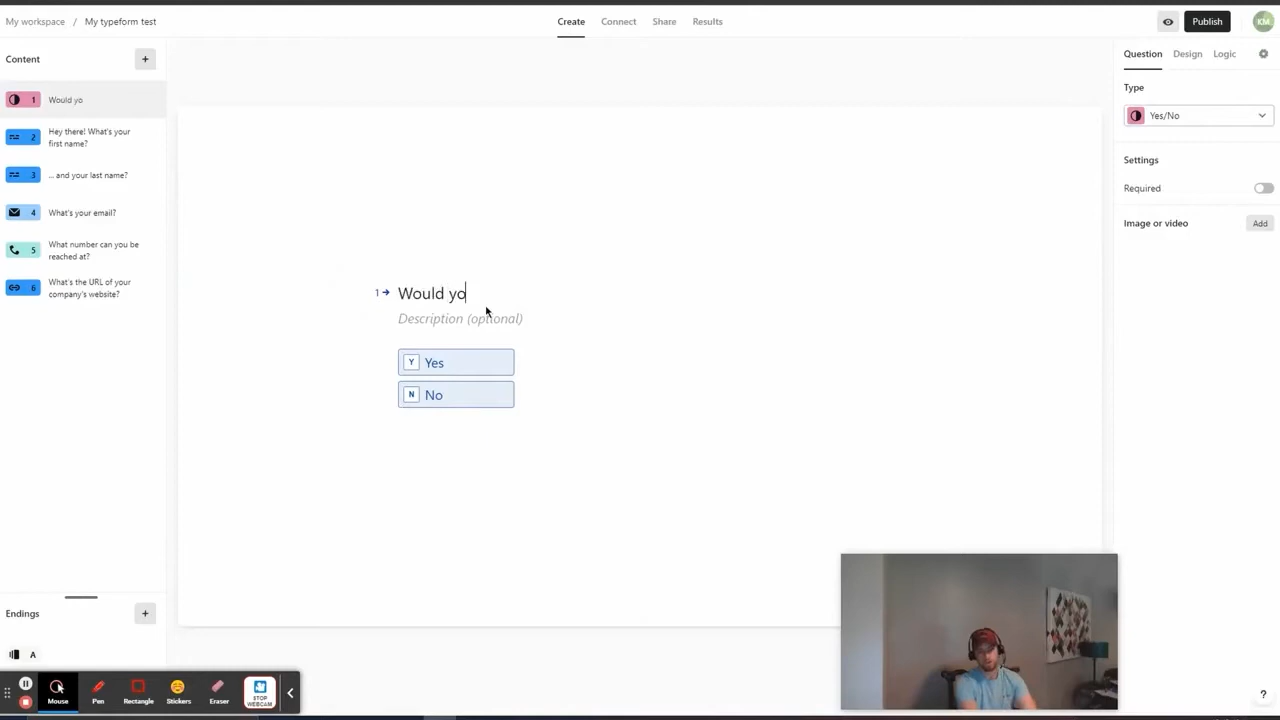 My workspace / My typeform test
Create Connect Share Results
Publish
KM
Content +
1 Would yo
2 Hey there! What's your
first name?
3 ... and your last name?
4 What's your email?
5 What number can you be
reached at?
6 What's the URL of your
company's website?
Endings +
A
1 → Would yo
Description (optional)
Y Yes
N No
Question Design Logic
Type
Yes/No
Settings
Required
Image or video Add
Mouse Pen Rectangle Stickers Eraser STOP
WEBCAM
?